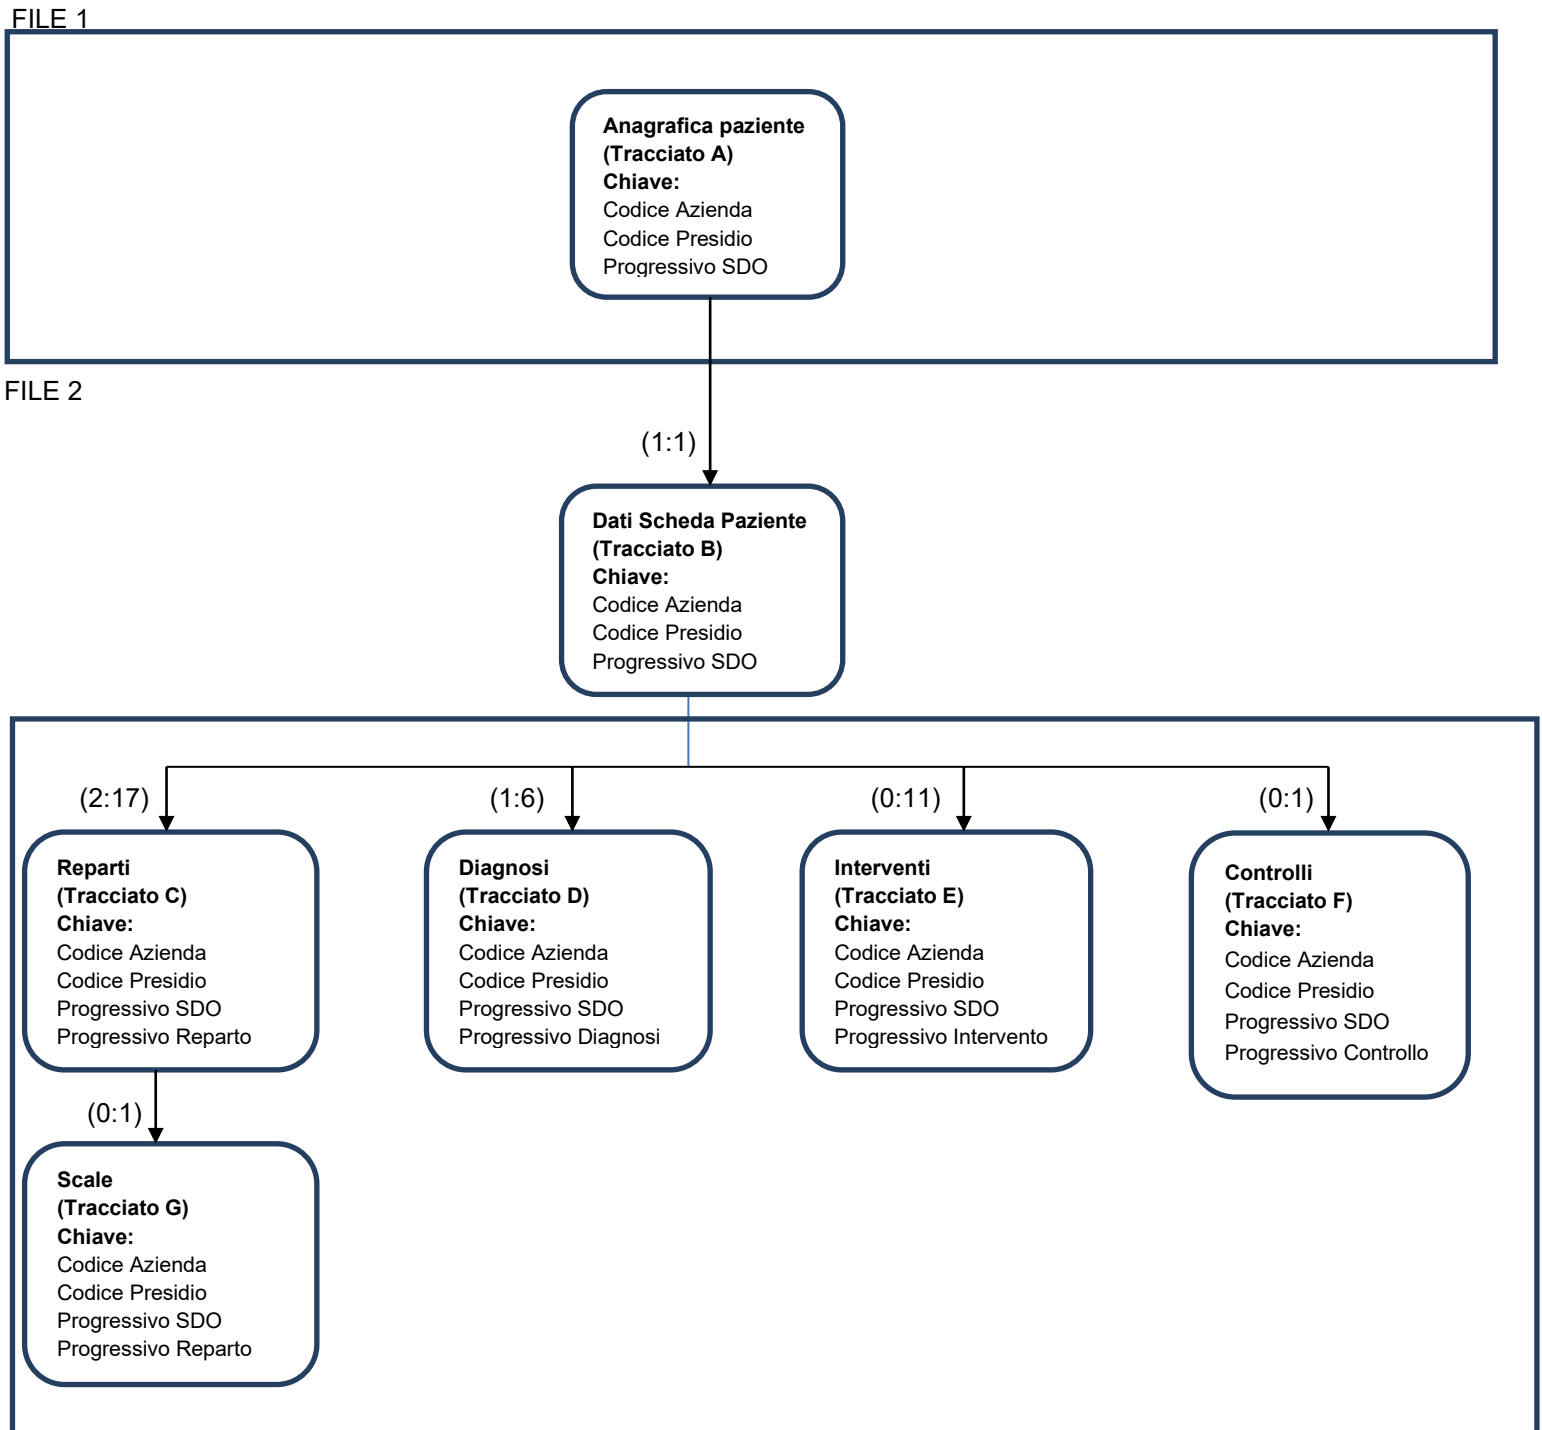 FILE 1
Anagrafica paziente
(Tracciato A)
Chiave:
Codice Azienda
Codice Presidio
Progressivo SDO
FILE 2
(1:1)
Dati Scheda Paziente
(Tracciato B)
Chiave:
Codice Azienda
Codice Presidio
Progressivo SDO
(2:17)
(1:6)
(0:11)
(0:1)
Reparti
(Tracciato C)
Chiave:
Codice Azienda
Codice Presidio
Progressivo SDO
Progressivo Reparto
Diagnosi
(Tracciato D)
Chiave:
Codice Azienda
Codice Presidio
Progressivo SDO
Progressivo Diagnosi
Interventi
(Tracciato E)
Chiave:
Codice Azienda
Codice Presidio
Progressivo SDO
Progressivo Intervento
Controlli
(Tracciato F)
Chiave:
Codice Azienda
Codice Presidio
Progressivo SDO
Progressivo Controllo
(0:1)
Scale
(Tracciato G)
Chiave:
Codice Azienda
Codice Presidio
Progressivo SDO
Progressivo Reparto